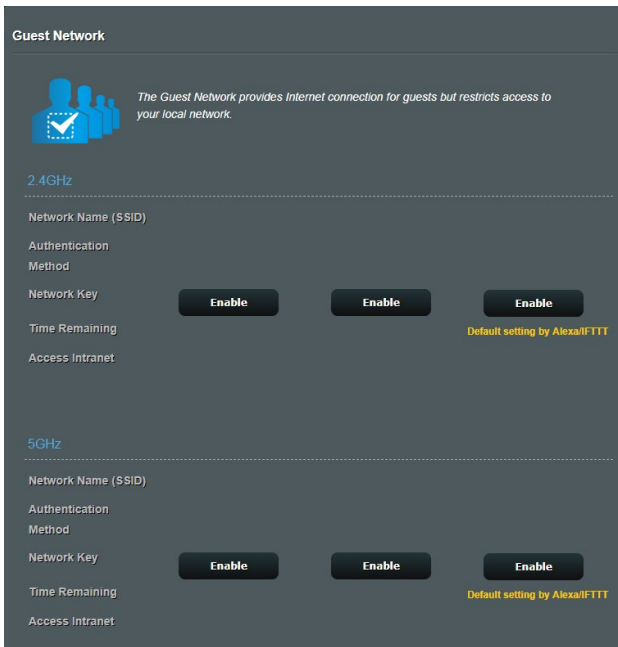 Guest Network
The Guest Network provides Internet connection for guests but restricts access to
your local network.
2.4GHz
Network Name (SSID)
Authentication
Method
Network Key
Enable
Enable
Enable
Time Remaining
Default setting by Alexa/IFTTT
Access Intranet
5GHz
Network Name (SSID)
Authentication
Method
Network Key
Enable
Enable
Enable
Time Remaining
Default setting by Alexa/IFTTT
Access Intranet